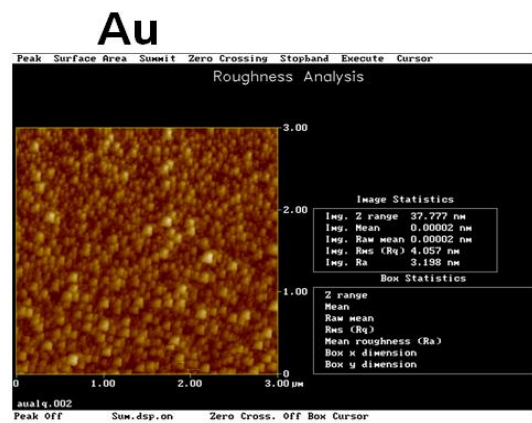 Au
Peak Surface Area Summit Zero Crossing Stopband Execute Cursor
Roughness Analysis
3.00
2.00
1.00
0
0 1.00 2.00 3.00 µm
Image Statistics
Img. Z range 37.777 nm
Img. Mean 0.00002 nm
Img. Raw mean 0.00002 nm
Img. Rms (Rq) 4.057 nm
Img. Ra 3.198 nm
Box Statistics
Z range
Mean
Raw mean
Rms (Rq)
Mean roughness (Ra)
Box x dimension
Box y dimension
aualq.002
Peak Off Sum.dsp.on Zero Cross. Off Box Cursor